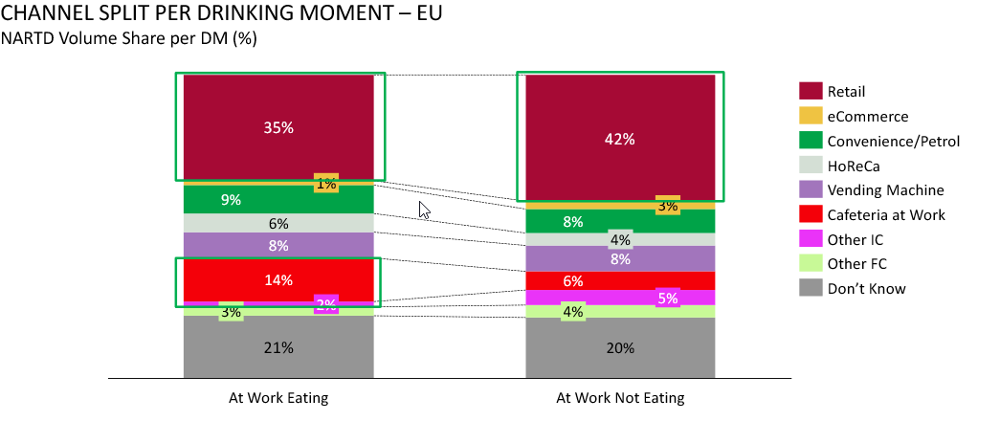 CHANNEL SPLIT PER DRINKING MOMENT – EU
NARTD Volume Share per DM (%)
35%
1%
9%
6%
8%
14%
2%
3%
21%
At Work Eating
42%
3%
8%
4%
8%
6%
5%
4%
20%
At Work Not Eating
Retail
eCommerce
Convenience/Petrol
HoReCa
Vending Machine
Cafeteria at Work
Other IC
Other FC
Don't Know